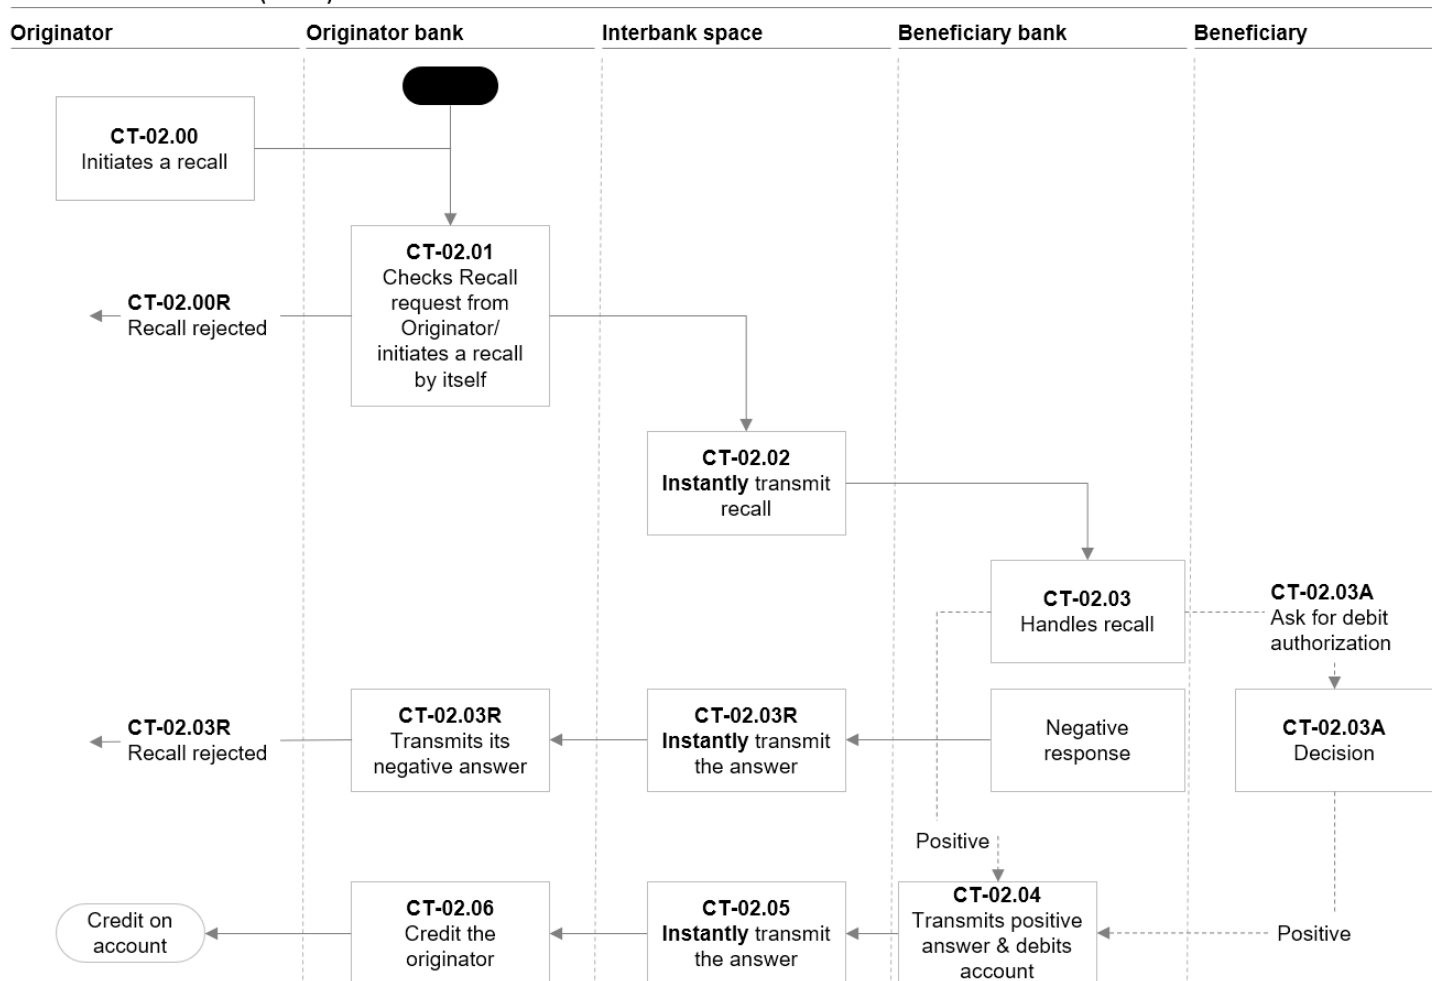 Originator
Originator bank
Interbank space
Beneficiary bank
Beneficiary
CT-02.00
Initiates a recall
CT-02.01
Checks Recall
request from
Originator/
initiates a recall
by itself
CT-02.00R
Recall rejected
CT-02.02
Instantly transmit
recall
CT-02.03
Handles recall
CT-02.03A
Ask for debit
authorization
CT-02.03R
Recall rejected
CT-02.03R
Transmits its
negative answer
CT-02.03R
Instantly transmit
the answer
Negative
response
CT-02.03A
Decision
Positive
Credit on
account
CT-02.06
Credit the
originator
CT-02.05
Instantly transmit
the answer
CT-02.04
Transmits positive
answer & debits
account
Positive